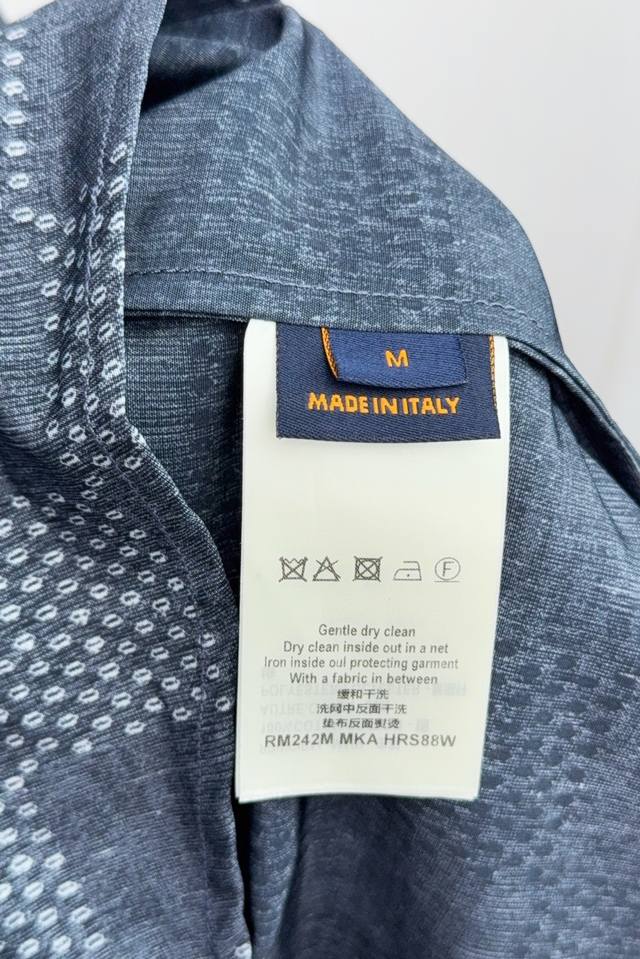 M
MADE IN ITALY
F
Gentle dry clean
Dry clean inside out in a net
Iron inside oul protecting garment
With a fabric in between
缓和干洗
洗网中反面干洗
垫布反面熨烫
RM242M MKA HRS88W